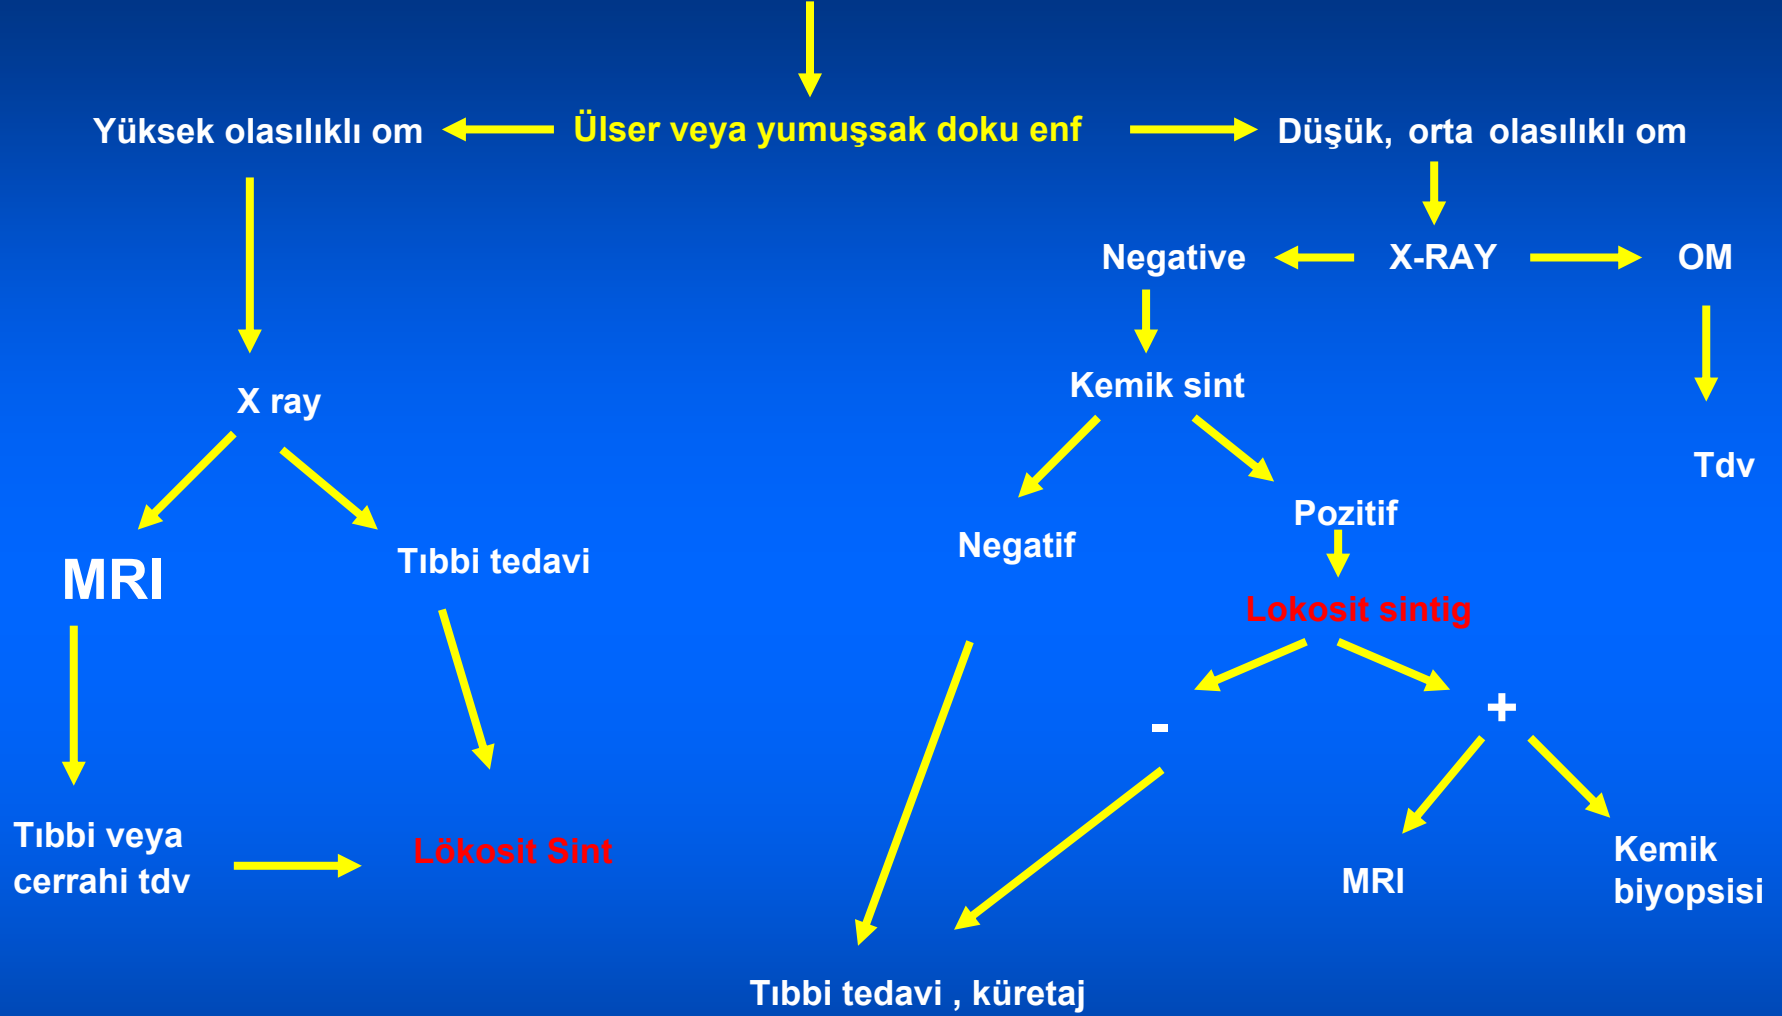 Yüksek olasılıklı om
Ülser veya yumuşsak doku enf
Düşük, orta olasılıklı om
Negative
X-RAY
OM
Kemik sint
X ray
Tdv
Pozitif
Negatif
Tıbbi tedavi
MRI
Lokosit sintig
+
-
Tıbbi veya
cerrahi tdv
Lökosit Sint
MRI
Kemik
biyopsisi
Tıbbi tedavi , küretaj